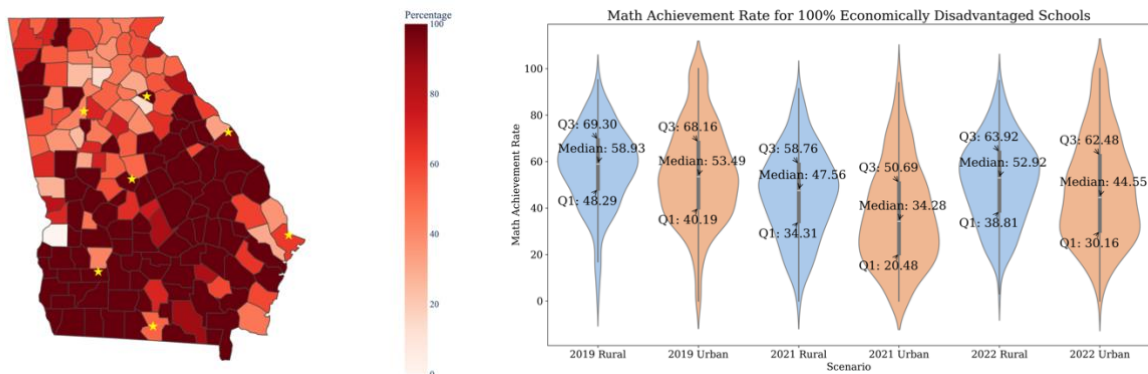 Percentage
100
80
60
40
20
0
Math Achievement Rate for 100% Economically Disadvantaged Schools
Math Achievement Rate
100
80
60
40
20
0
Q3: 69.30
Median: 58.93
Q1: 48.29
Q3: 68.16
Median: 53.49
Q1: 40.19
Q3: 58.76
Median: 47.56
Q1: 34.31
Q3: 50.69
Median: 34.28
Q1: 20.48
Q3: 63.92
Median: 52.92
Q1: 38.81
Q3: 62.48
Median: 44.55
Q1: 30.16
2019 Rural
2019 Urban
2021 Rural
2021 Urban
2022 Rural
2022 Urban
Scenario